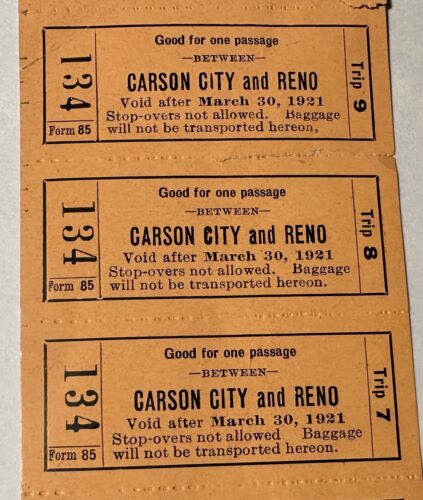 134
Form 85
Good for one passage
—BETWEEN—
CARSON CITY and RENO
Void after March 30, 1921
Stop-overs not allowed. Baggage
will not be transported hereon,
Trip 9
134
Form 85
Good for one passage
—BETWEEN—
CARSON CITY and RENO
Void after March 30, 1921
Stop-overs not allowed. Baggage
will not be transported hereon.
Trip 8
134
Form 85
Good for one passage
—BETWEEN—
CARSON CITY and RENO
Void after March 30, 1921
Stop-overs not allowed. Baggage
will not be transported hereon.
Trip 7